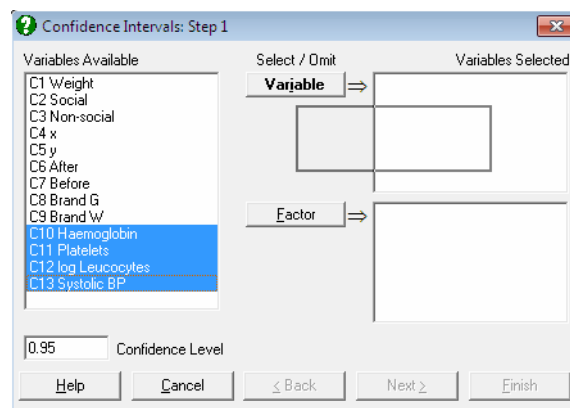 Confidence Intervals: Step 1
Variables Available
Select / Omit
Variables Selected
C1 Weight
C2 Social
C3 Non-social
C4 x
C5 y
C6 After
C7 Before
C8 Brand G
C9 Brand W
C10 Haemoglobin
C11 Platelets
C12 log Leucocytes
C13 Systolic BP
Variable
Factor
0.95 Confidence Level
Help Cancel < Back Next > Finish